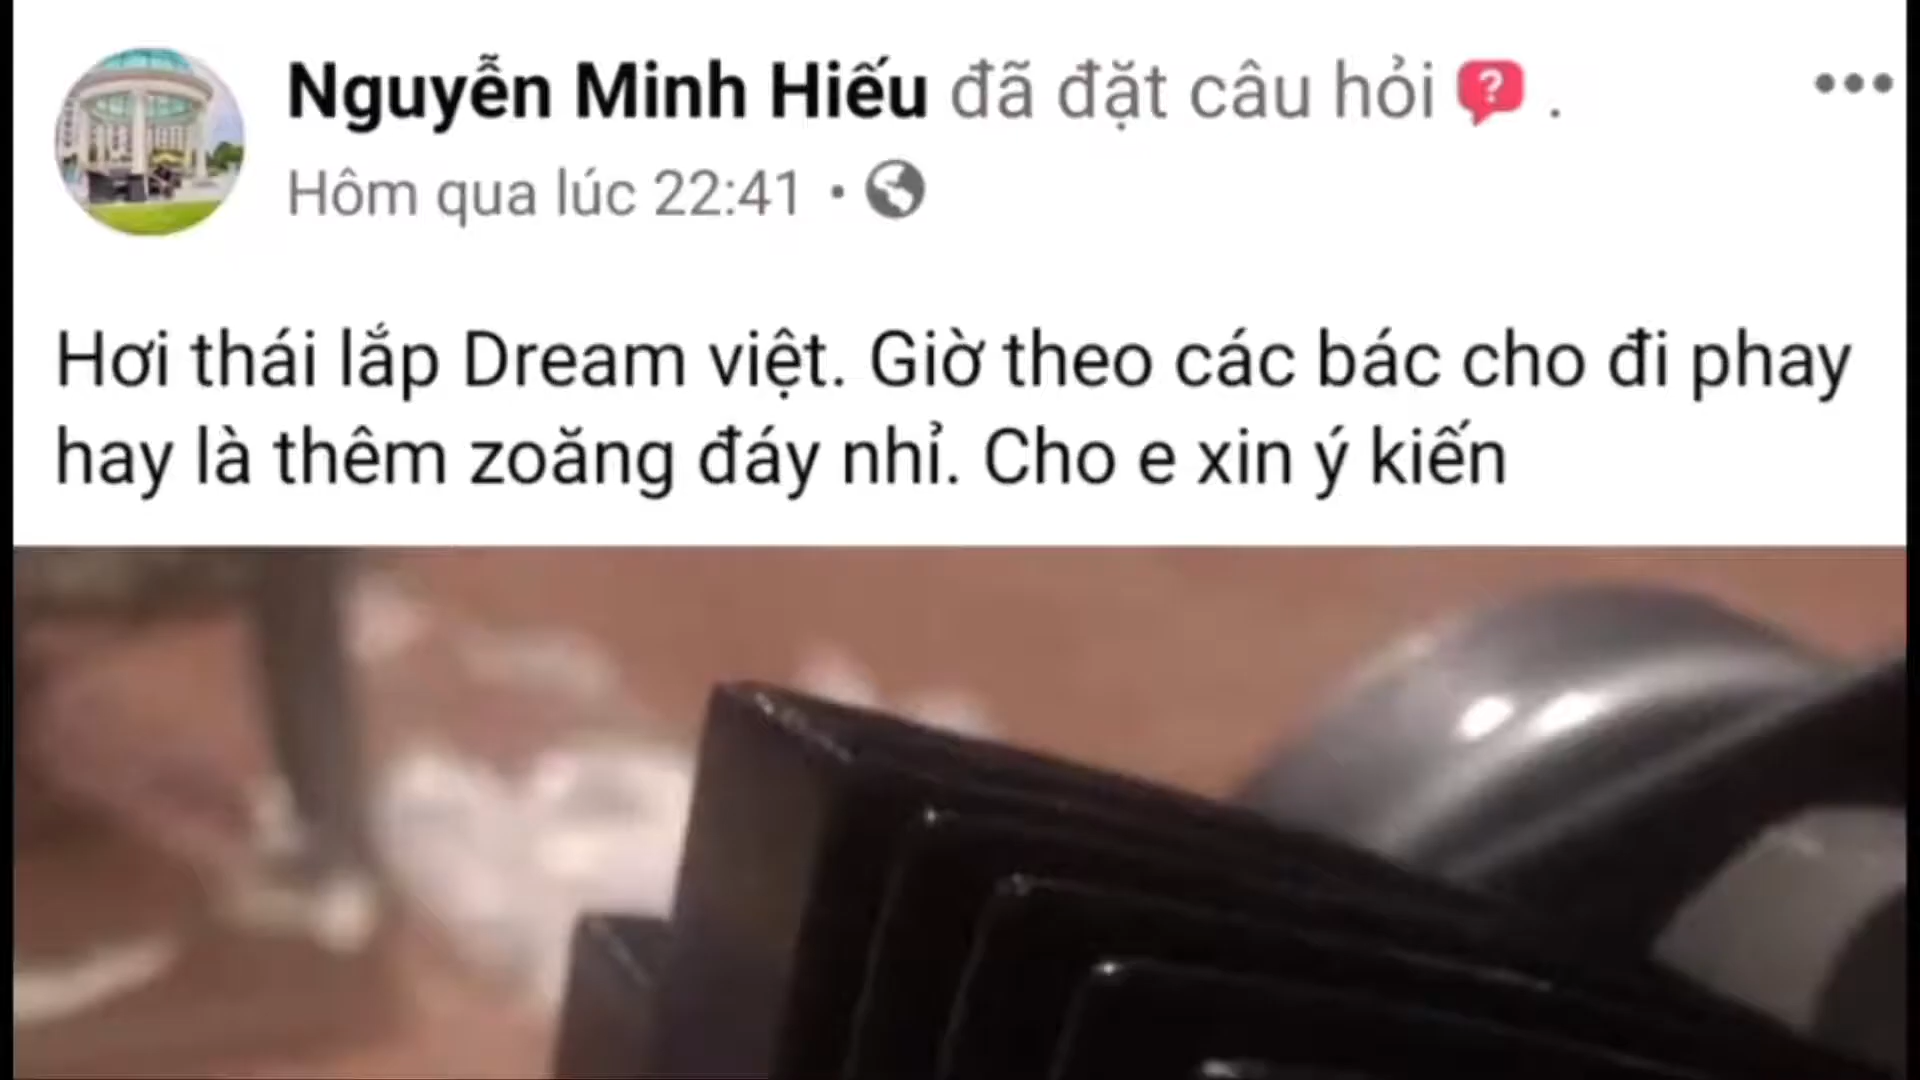 Nguyễn Minh Hiếu đã đặt câu hỏi ? .
Hôm qua lúc 22:41 •
Hơi thái lắp Dream việt. Giờ theo các bác cho đi phay
hay là thêm zoăng đáy nhỉ. Cho e xin ý kiến